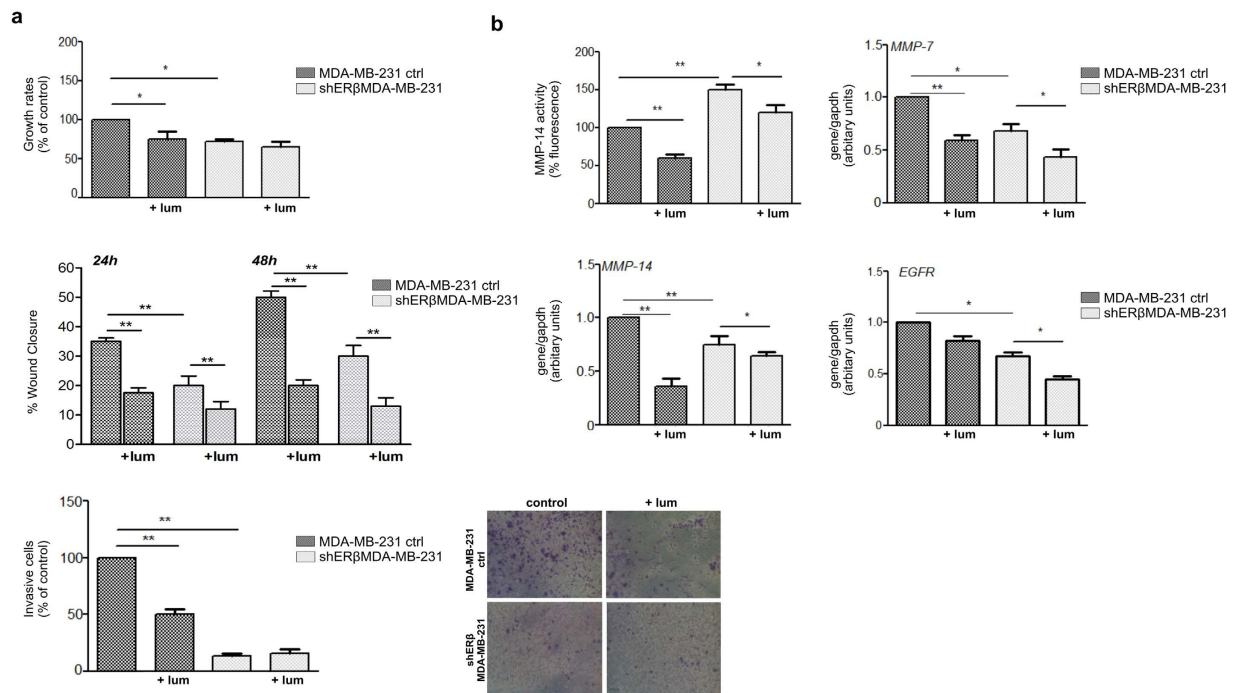 a
200
150
100
50
0
Growth rates
(% of control)
*
*
+ lum
+ lum
MDA-MB-231 ctrl
shERβMDA-MB-231
24h
48h
60
50
40
30
20
10
0
% Wound Closure
**
**
**
**
**
**
+lum
+lum
+lum
+lum
MDA-MB-231 ctrl
shERβMDA-MB-231
150
100
50
0
Invasive cells
(% of control)
**
**
+ lum
+ lum
MDA-MB-231 ctrl
shERβMDA-MB-231
control
+ lum
MDA-MB-231
ctrl
shERβ
MDA-MB-231
b
200
150
100
50
0
MMP-14 activity
(% fluorescence)
**
*
**
+ lum
+ lum
MMP-7
1.5
1.0
0.5
0
gene/gapdh
(arbitary units)
*
**
*
+ lum
+ lum
MDA-MB-231 ctrl
shERβMDA-MB-231
MMP-14
1.5
1.0
0.5
0
gene/gapdh
(arbitary units)
**
**
*
+ lum
+ lum
EGFR
1.5
1.0
0.5
0
gene/gapdh
(arbitary units)
*
*
+ lum
+ lum
MDA-MB-231 ctrl
shERβMDA-MB-231